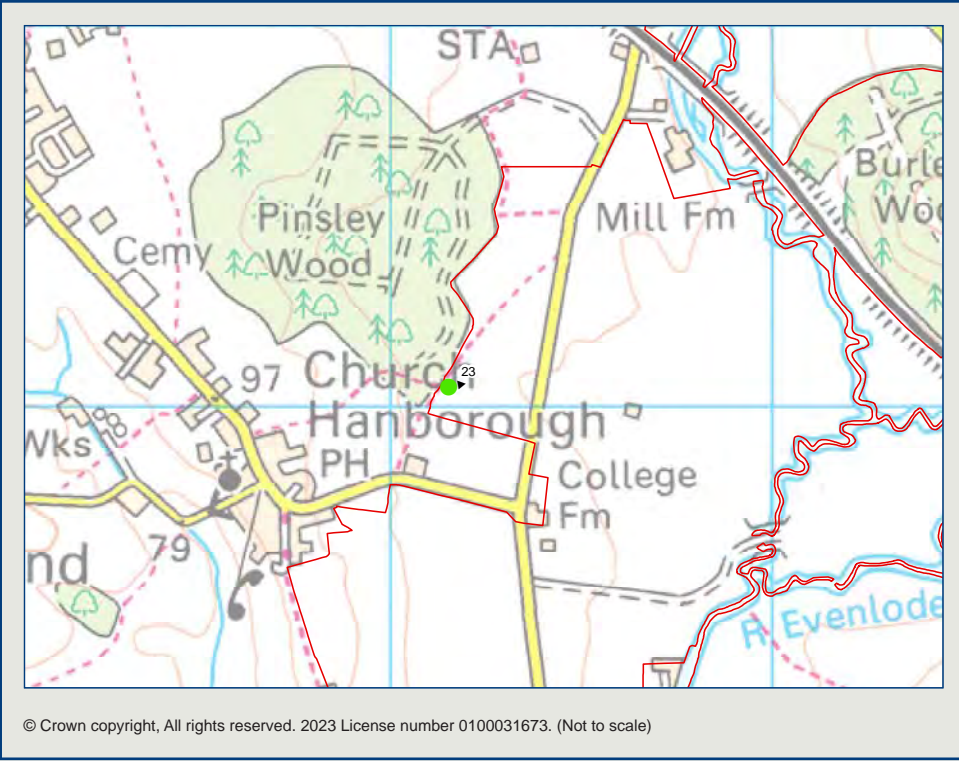 STA
Burle
Woo
Mill Fm
Pinsley
Wood
Cemy
23
97
Church
Hanborough
Wks
PH
College
Fm
79
nd
R Evenlode
© Crown copyright, All rights reserved. 2023 License number 0100031673. (Not to scale)